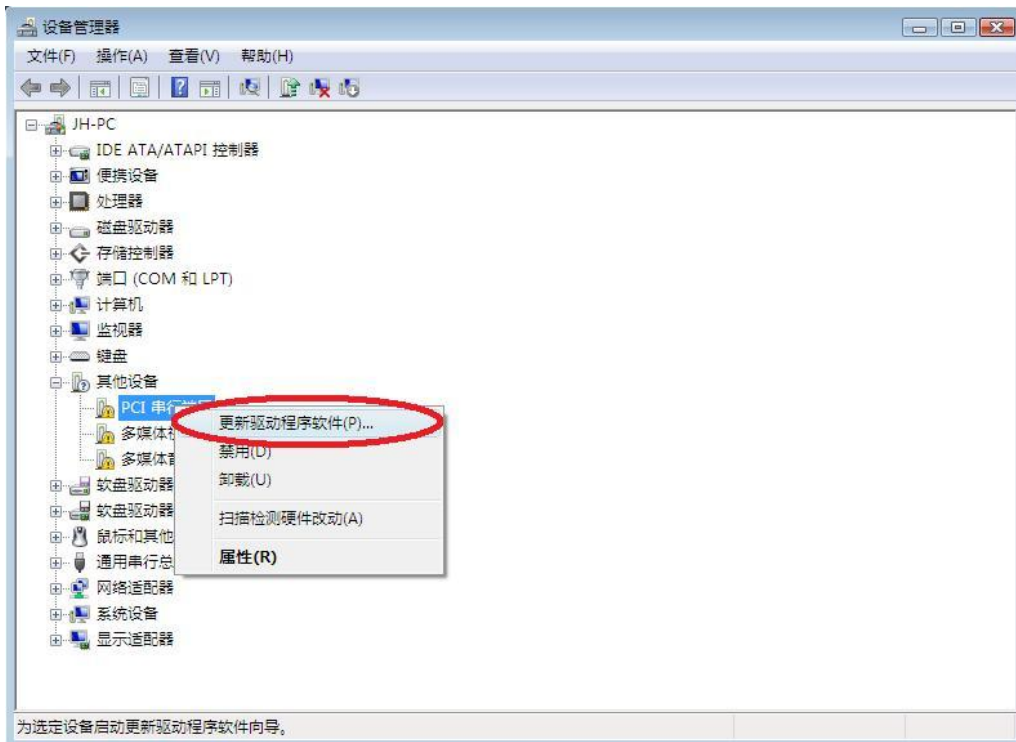 设备管理器
文件(F) 操作(A) 查看(V) 帮助(H)
JH-PC
IDE ATA/ATAPI 控制器
便携设备
处理器
磁盘驱动器
存储控制器
端口 (COM 和 LPT)
计算机
监视器
键盘
其他设备
PCI 串行
更新驱动程序软件(P)...
多媒体
禁用(D)
多媒体
卸载(U)
软盘驱动器
软盘驱动器
扫描检测硬件改动(A)
鼠标和其他
通用串行总
属性(R)
网络适配器
系统设备
显示适配器
为选定设备启动更新驱动程序软件向导。